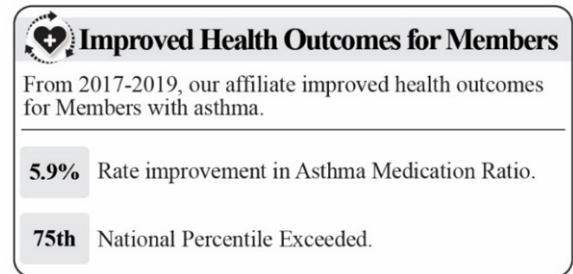 Improved Health Outcomes for Members
From 2017-2019, our affiliate improved health outcomes
for Members with asthma.
5.9% Rate improvement in Asthma Medication Ratio.
75th National Percentile Exceeded.